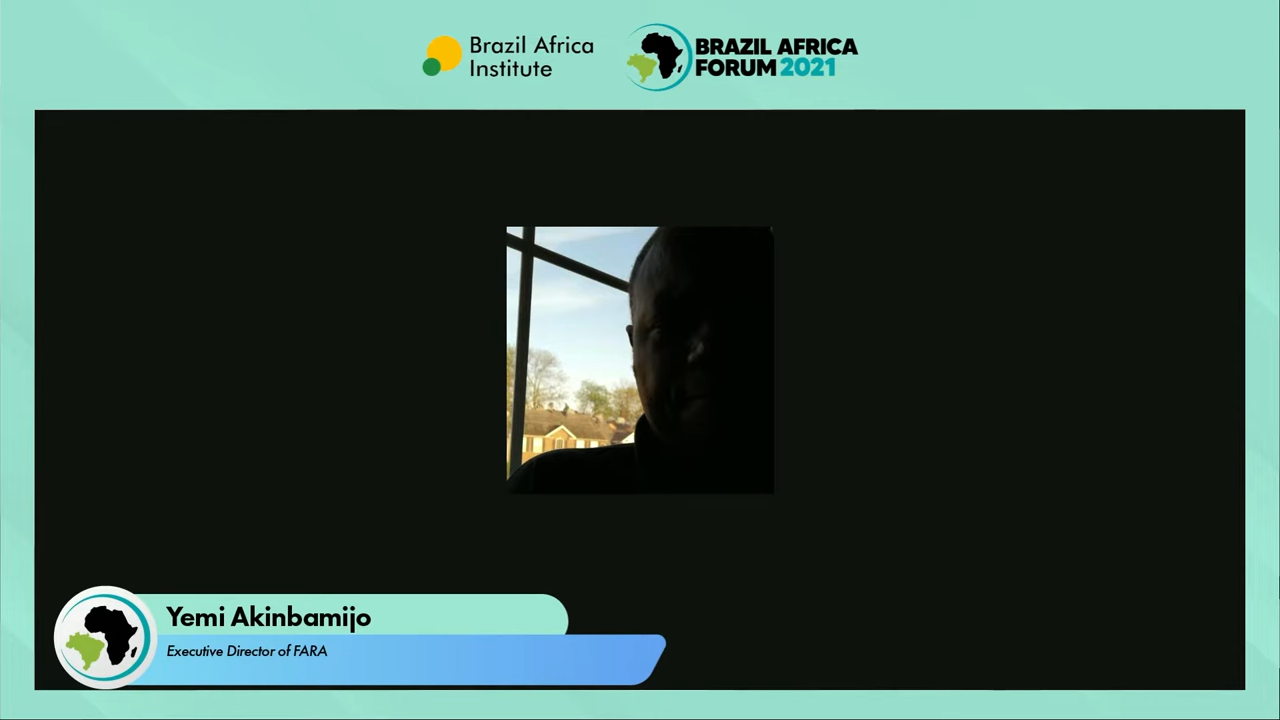 Brazil Africa
Institute
BRAZIL AFRICA
FORUM 2021
Yemi Akinbamijo
Executive Director of FARA